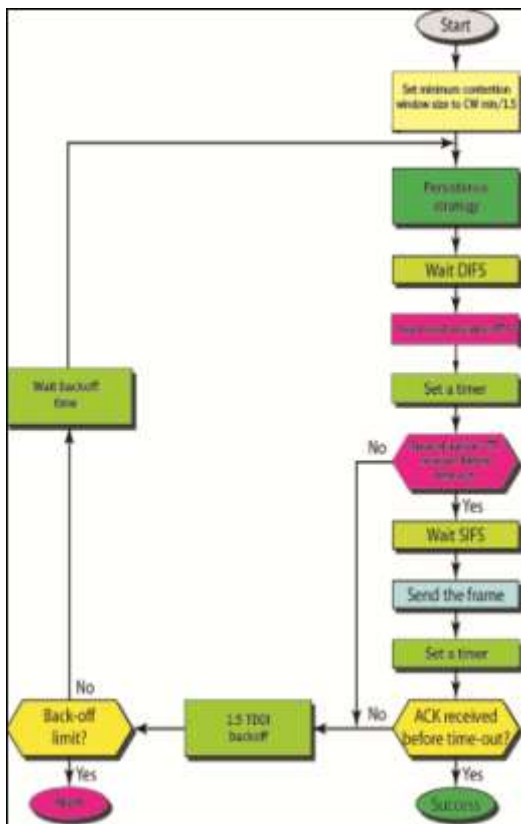 Start
Set minimum contention
window size to CW min/1.5
Persistence
strategy
Wait DIFS
Set a timer
Wait backoff
time
No
Yes
Wait SIFS
Send the frame
Set a timer
No
Back-off
limit?
1.5
backoff
No
ACK received
before time-out?
Yes
Yes
Success